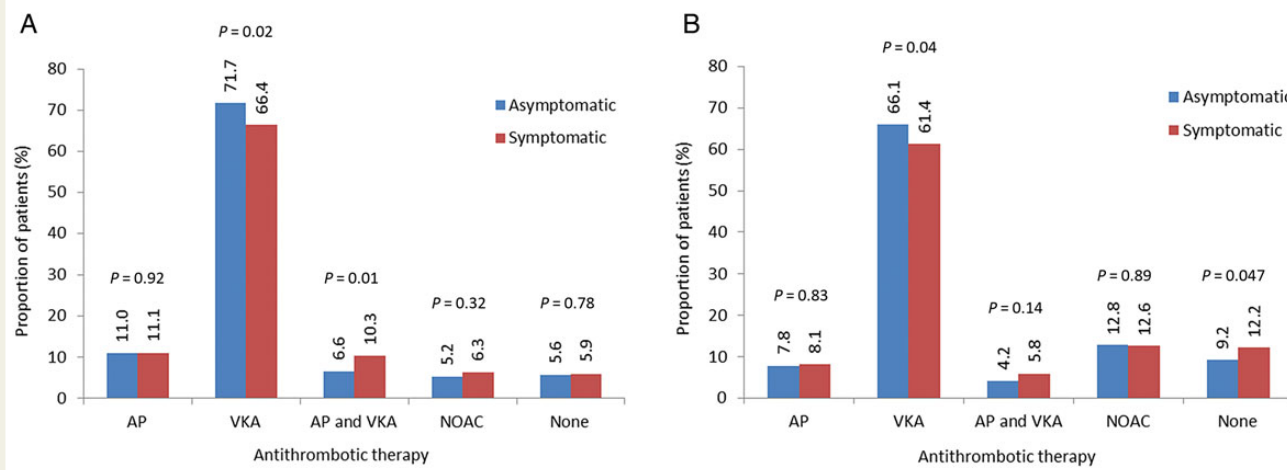 A
P = 0.02
80
70
60
50
40
30
20
10
0
Proportion of patients (%)
71.7
66.4
Asymptomatic
Symptomatic
P = 0.92
P = 0.01
P = 0.32
P = 0.78
11.0
11.1
6.6
10.3
5.2
6.3
5.6
5.9
AP
VKA
AP and VKA
NOAC
None
Antithrombotic therapy
B
P = 0.04
80
70
60
50
40
30
20
10
0
Proportion of patients (%)
66.1
61.4
Asymptomatic
Symptomatic
P = 0.83
P = 0.14
P = 0.89
P = 0.047
7.8
8.1
4.2
5.8
12.8
12.6
9.2
12.2
AP
VKA
AP and VKA
NOAC
None
Antithrombotic therapy